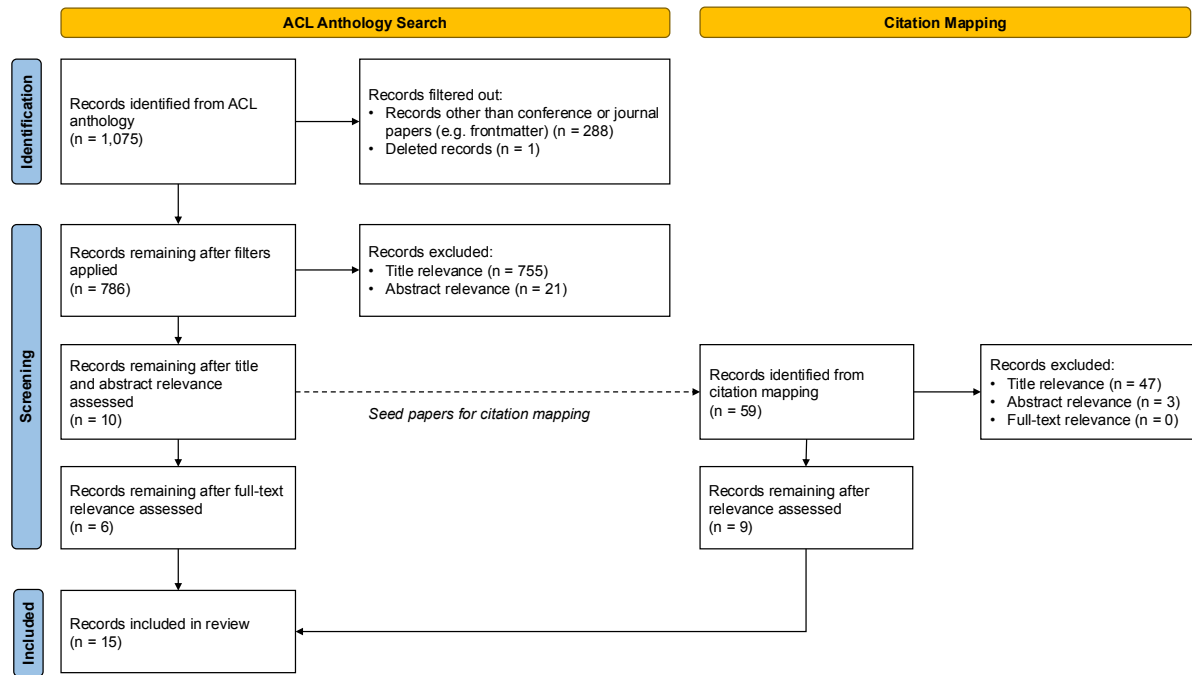 ACL Anthology Search
Citation Mapping
Identification
Records identified from ACL
anthology
(n = 1,075)
Records filtered out:
• Records other than conference or journal
papers (e.g. frontmatter) (n = 288)
• Deleted records (n = 1)
Screening
Records remaining after filters
applied
(n = 786)
Records excluded:
• Title relevance (n = 755)
• Abstract relevance (n = 21)
Records remaining after title
and abstract relevance
assessed
(n = 10)
Seed papers for citation mapping
Records identified from
citation mapping
(n = 59)
Records excluded:
• Title relevance (n = 47)
• Abstract relevance (n = 3)
• Full-text relevance (n = 0)
Records remaining after full-text
relevance assessed
(n = 6)
Records remaining after
relevance assessed
(n = 9)
Included
Records included in review
(n = 15)